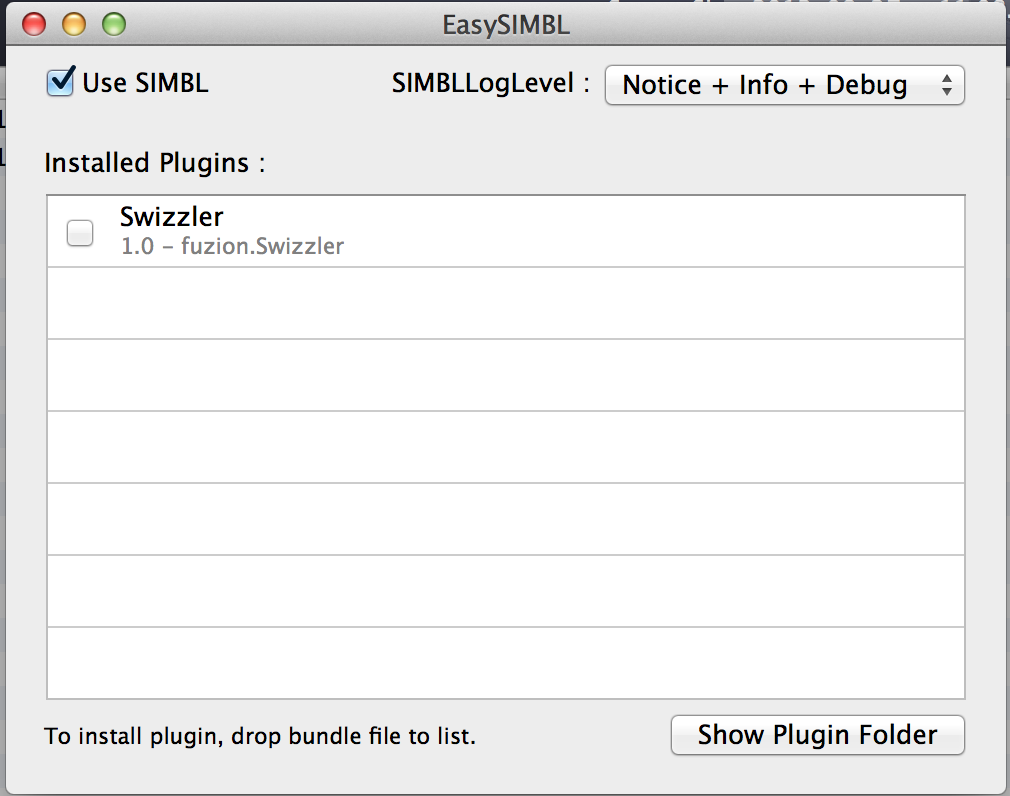 EasySIMBL
Use SIMBL
SIMBLLogLevel :
Notice + Info + Debug
Installed Plugins :
Swizzler
1.0 – fuzion.Swizzler
To install plugin, drop bundle file to list.
Show Plugin Folder